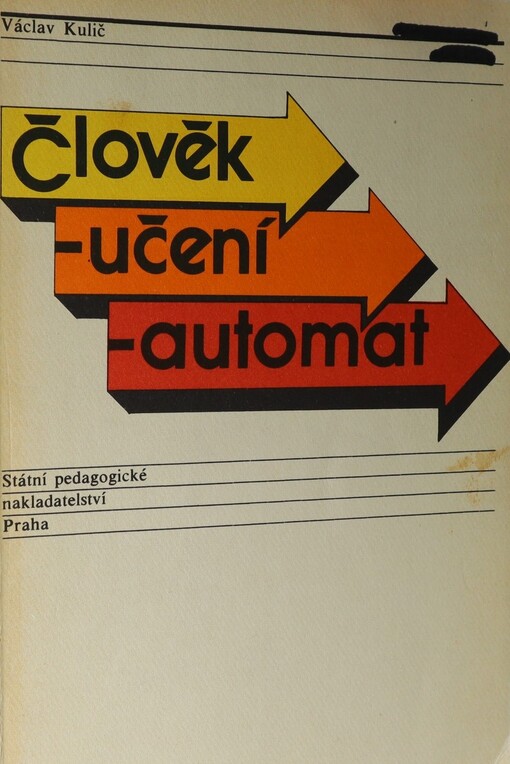 Václav Kulič
Člověk
-učení
-automat
Státní pedagogické
nakladatelství
Praha